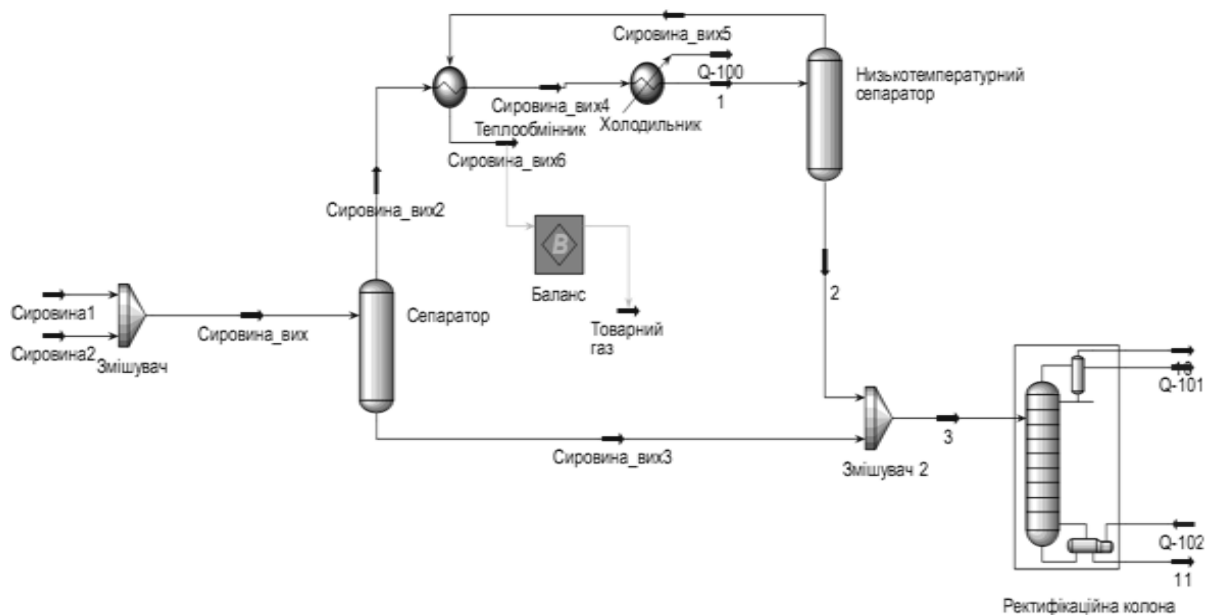 Сировина_вих5
Q-100
1
Низькотемпературний
сепаратор
Сировина_вих4
Теплообмінник
Холодильник
Сировина_вих6
Сировина_вих2
B
Баланс
Товарний
газ
2
Сировина1
Сировина2
Змішувач
Сировина_вих
Сепаратор
Сировина_вих3
Змішувач 2
3
Q-101
Q-102
11
Ректифікаційна колона